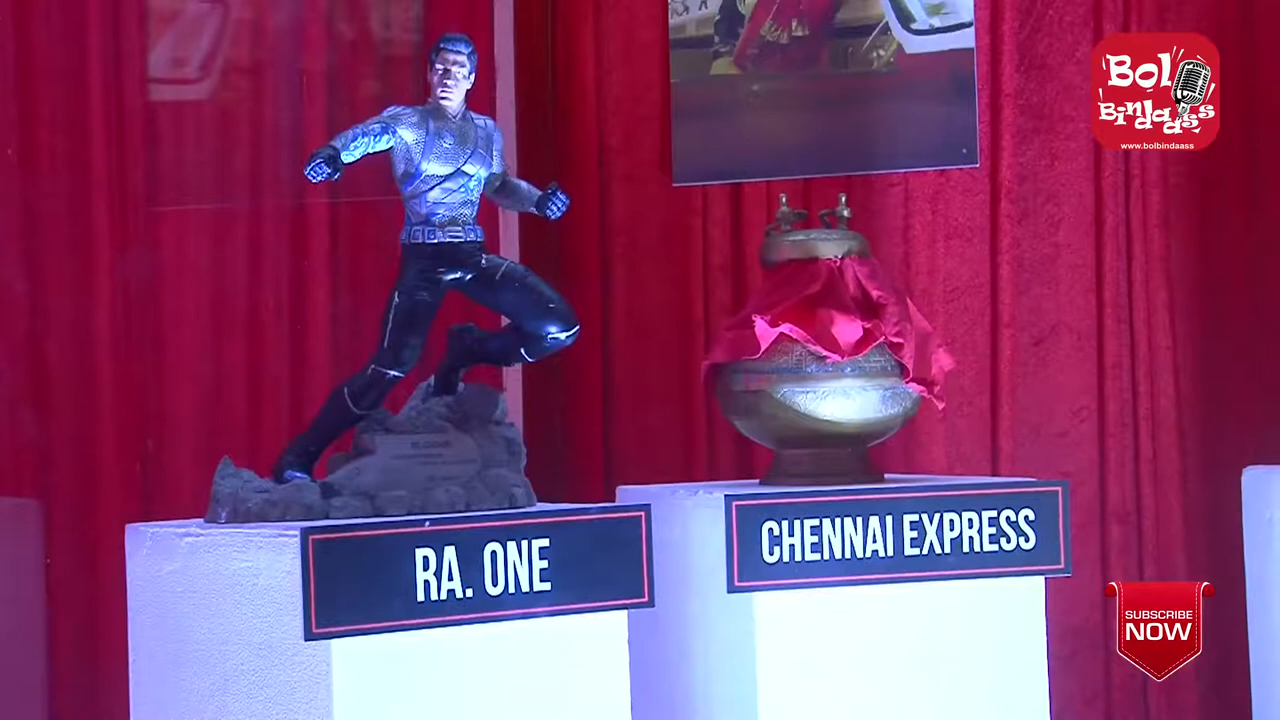 Bol
Bindaass
www.bolbindaass
RA. ONE
CHENNAI EXPRESS
SUBSCRIBE
NOW